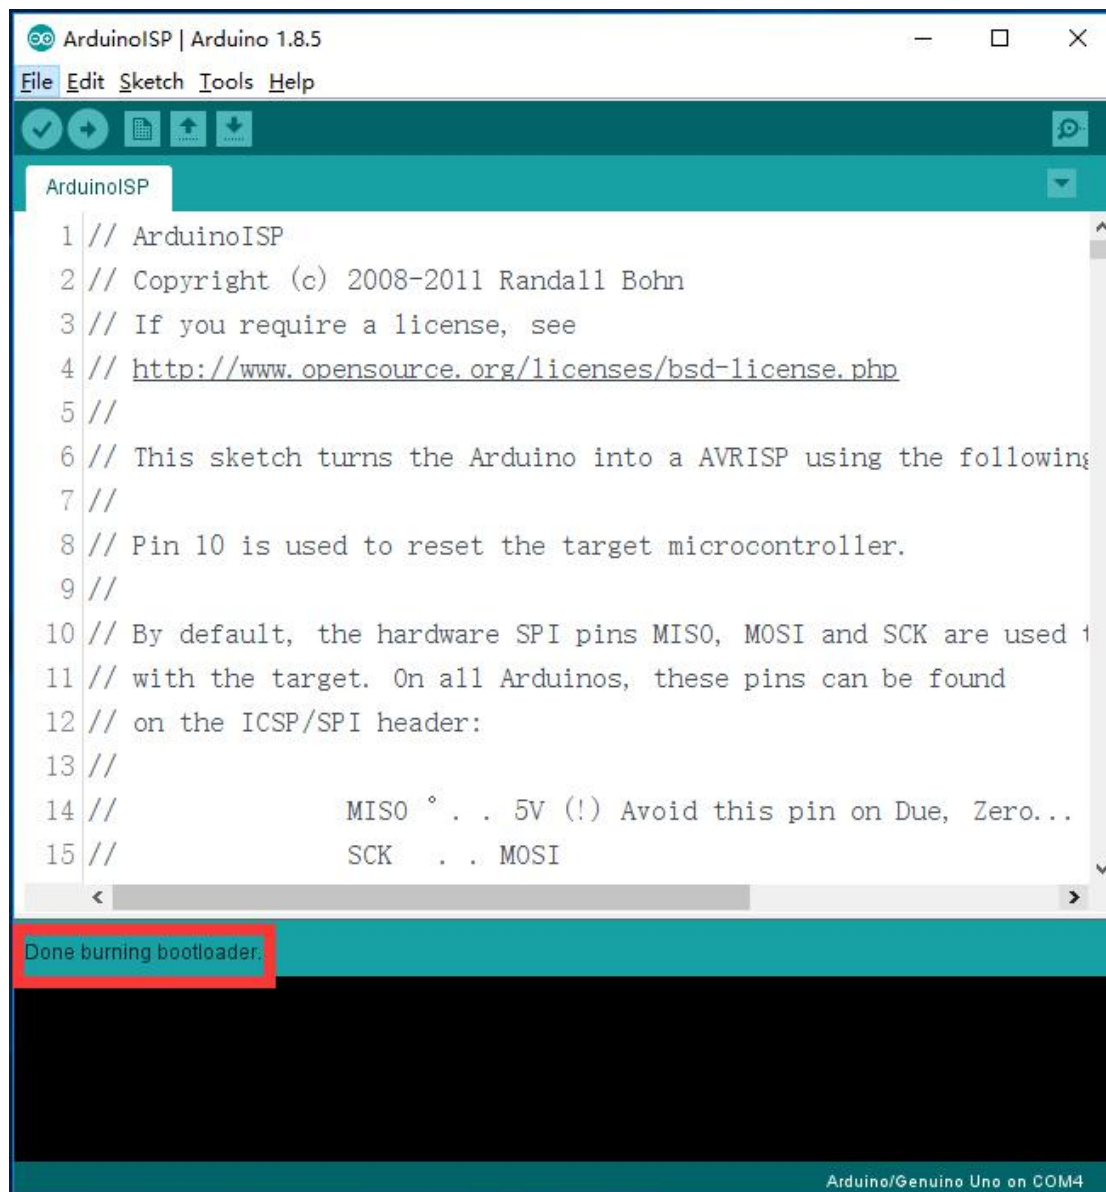 ArduinoISP | Arduino 1.8.5
File Edit Sketch Tools Help
ArduinoISP
1 // ArduinoISP
2 // Copyright (c) 2008-2011 Randall Bohn
3 // If you require a license, see
4 // http://www.opensource.org/licenses/bsd-license.php
5 //
6 // This sketch turns the Arduino into a AVRISP using the following
7 //
8 // Pin 10 is used to reset the target microcontroller.
9 //
10 // By default, the hardware SPI pins MISO, MOSI and SCK are used t
11 // with the target. On all Arduinos, these pins can be found
12 // on the ICSP/SPI header:
13 //
14 // MISO °. . 5V (!) Avoid this pin on Due, Zero...
15 // SCK . . MOSI
Done burning bootloader.
Arduino/Genuino Uno on COM4